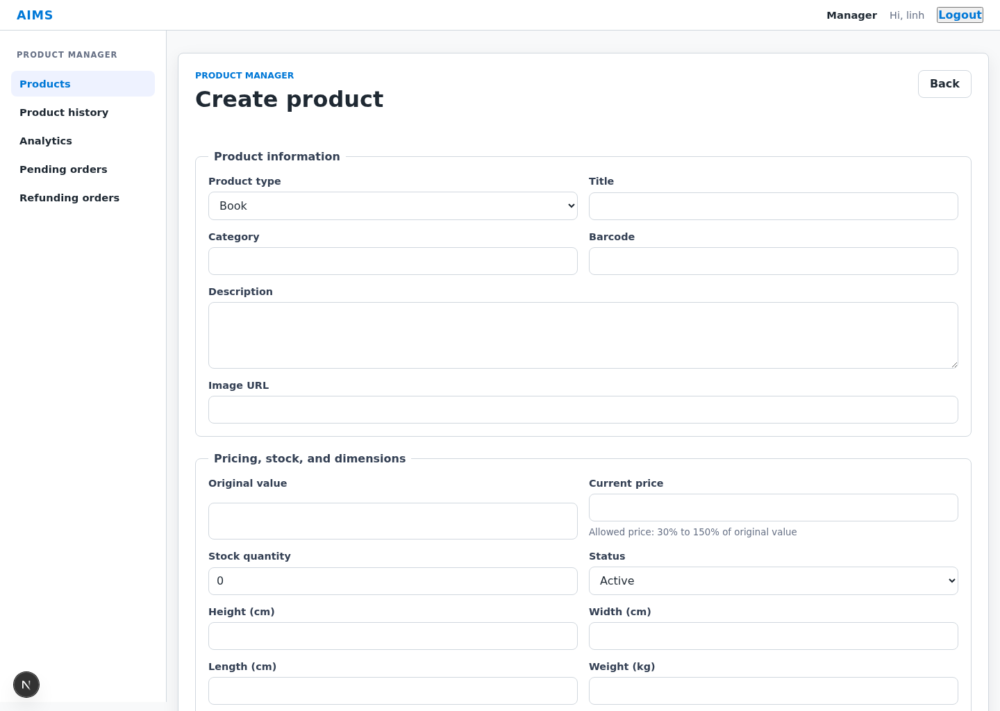 AIMS
Manager Hi, linh Logout
PRODUCT MANAGER
Products
Product history
Analytics
Pending orders
Refunding orders
PRODUCT MANAGER
Create product
Back
Product information
Product type
Book
Title
Category
Barcode
Description
Image URL
Pricing, stock, and dimensions
Original value
Current price
Allowed price: 30% to 150% of original value
Stock quantity
0
Status
Active
Height (cm)
Width (cm)
Length (cm)
Weight (kg)
N